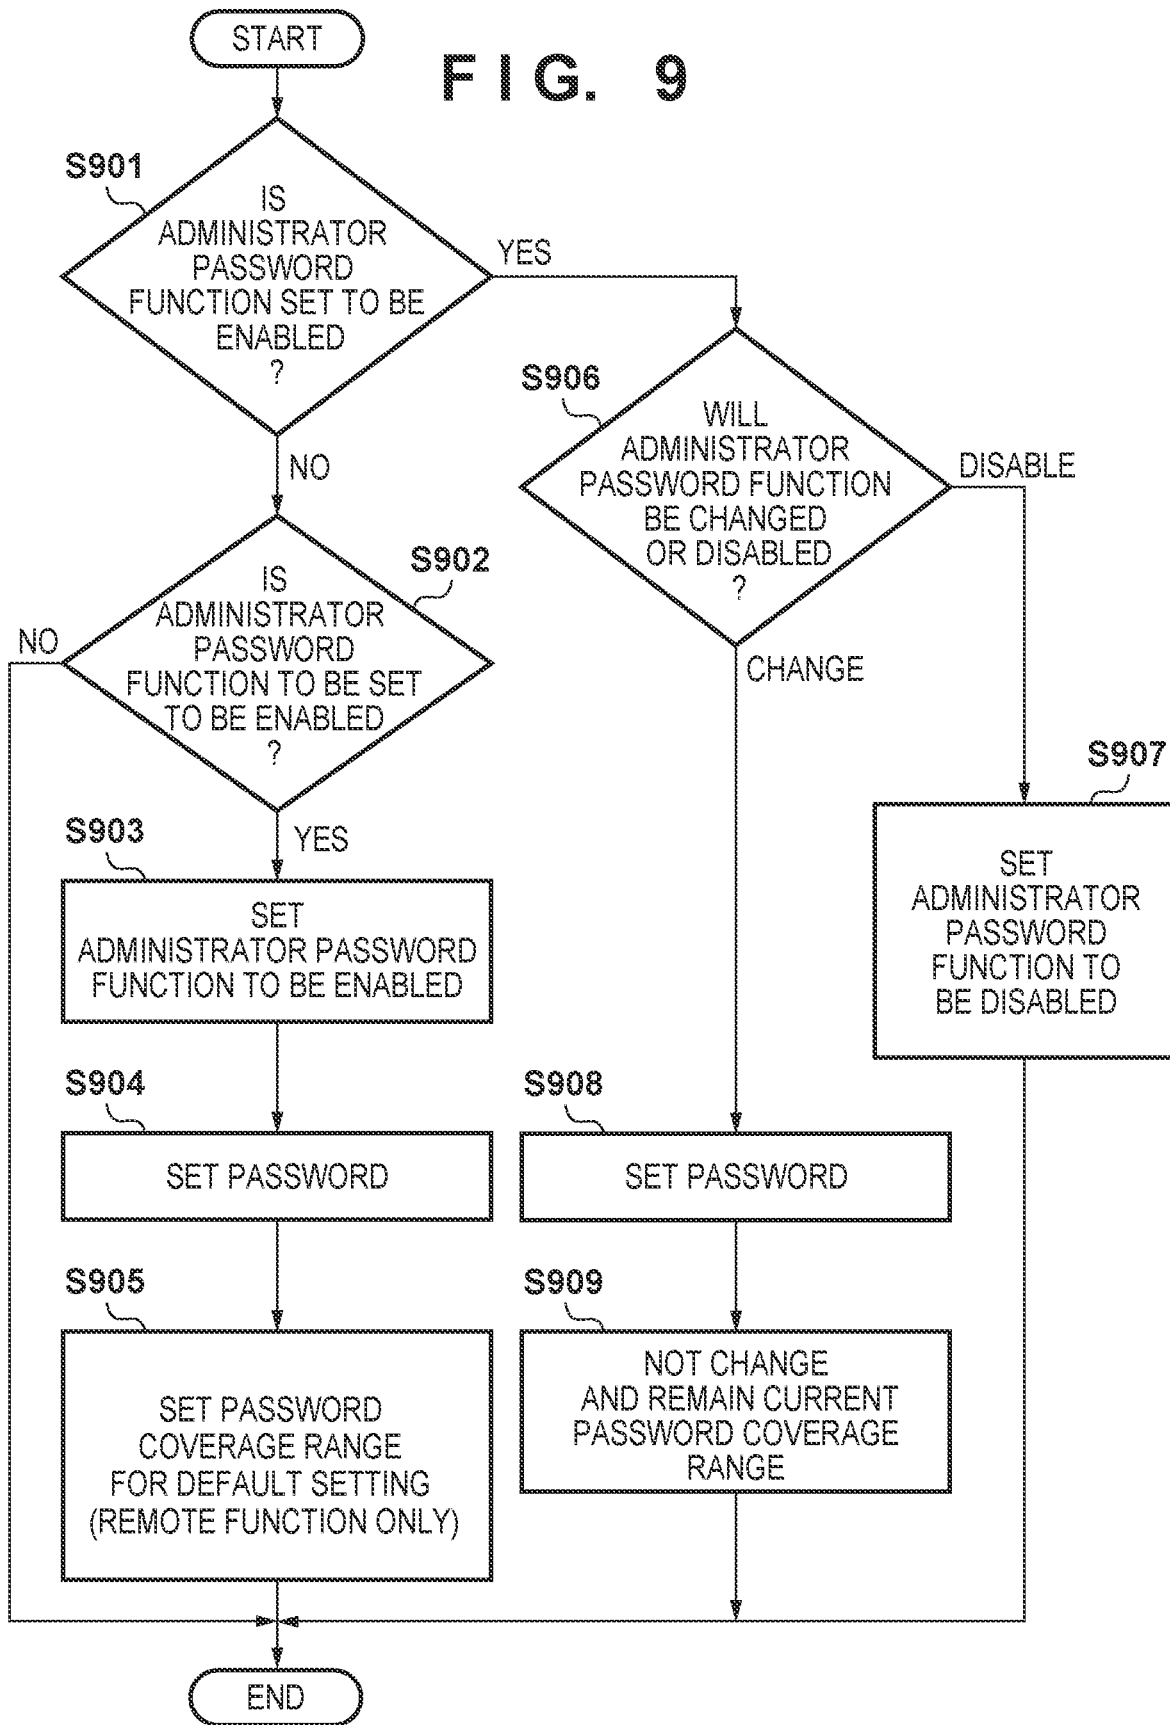 START
FIG. 9
S901
IS
ADMINISTRATOR
PASSWORD
FUNCTION SET TO BE
ENABLED
?
YES
NO
S906
WILL
ADMINISTRATOR
PASSWORD FUNCTION
BE CHANGED
OR DISABLED
?
DISABLE
CHANGE
S902
IS
ADMINISTRATOR
PASSWORD
FUNCTION TO BE SET
TO BE ENABLED
?
NO
YES
S907
SET
ADMINISTRATOR
PASSWORD
FUNCTION TO
BE DISABLED
S903
SET
ADMINISTRATOR PASSWORD
FUNCTION TO BE ENABLED
S904
SET PASSWORD
S908
SET PASSWORD
S905
SET PASSWORD
COVERAGE RANGE
FOR DEFAULT SETTING
(REMOTE FUNCTION ONLY)
S909
NOT CHANGE
AND REMAIN CURRENT
PASSWORD COVERAGE
RANGE
END